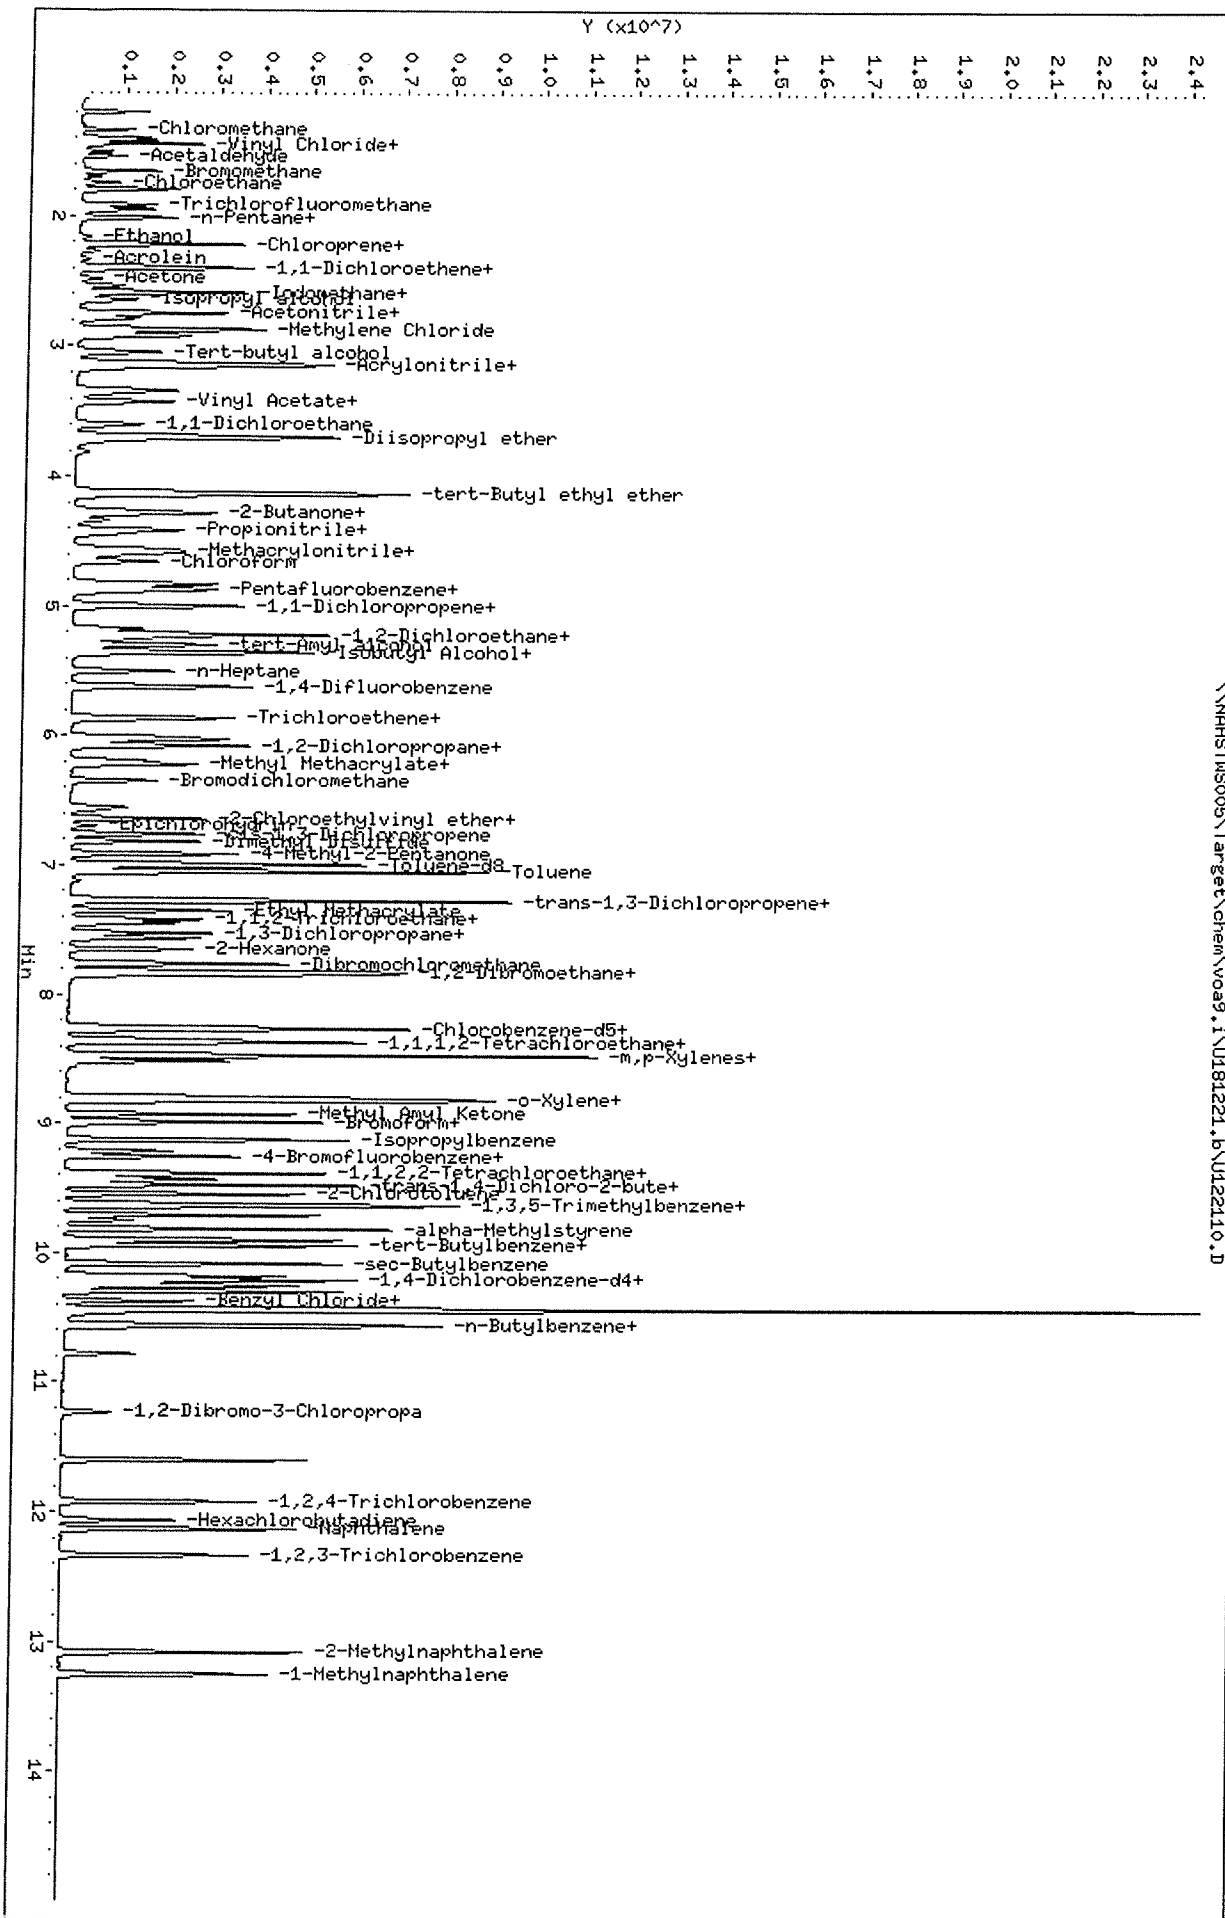 Y (x10^7)
0.1
0.2
0.3
0.4
0.5
0.6
0.7
0.8
0.9
1.0
1.1
1.2
1.3
1.4
1.5
1.6
1.7
1.8
1.9
2.0
2.1
2.2
2.3
2.4
-Chloromethane
-Vinyl Chloride+
-Acetaldehyde
-Bromomethane
-Chloroethane
-Trichlorofluoromethane
2
-n-Pentane+
-Ethanol
-Chloroprene+
-Acrolein
-1,1-Dichloroethene+
-Acetone
-Iodomethane+
-Isopropyl alcohol
-Acetonitrile+
-Methylene Chloride
3
-Tert-butyl alcohol
-Acrylonitrile+
-Vinyl Acetate+
-1,1-Dichloroethane
-Diisopropyl ether
4
-tert-Butyl ethyl ether
-2-Butanone+
-Propionitrile+
-Methacrylonitrile+
-Chloroform
-Pentafluorobenzene+
5
-1,1-Dichloropropene+
-1,2-Dichloroethane+
-tert-Amyl alcohol
-Isobutyl Alcohol+
-n-Heptane
-1,4-Difluorobenzene
-Trichloroethene+
6
-1,2-Dichloropropane+
-Methyl Methacrylate+
-Bromodichloromethane
-2-Chloroethylvinyl ether+
-Epichlorohydrin
-cis-1,3-Dichloropropene
-Dimethyl Disulfide
-4-Methyl-2-Pentanone
7
-Toluene-d8
-Toluene
-trans-1,3-Dichloropropene+
-Ethyl Methacrylate
-1,1,2-Trichloroethane+
-1,3-Dichloropropane+
-2-Hexanone
-Dibromochloromethane
-1,2-Dibromoethane+
Min
8
-Chlorobenzene-d5+
-1,1,1,2-Tetrachloroethane+
-m,p-Xylenes+
-o-Xylene+
-Methyl Amyl Ketone
9
-Bromoform+
-Isopropylbenzene
-4-Bromofluorobenzene+
-1,1,2,2-Tetrachloroethane+
-trans-1,4-Dichloro-2-bute+
-2-Chlorotoluene
-1,3,5-Trimethylbenzene+
-alpha-Methylstyrene
-tert-Butylbenzene+
10
-sec-Butylbenzene
-1,4-Dichlorobenzene-d4+
-Benzyl Chloride+
-n-Butylbenzene+
11
-1,2-Dibromo-3-Chloropropa
-1,2,4-Trichlorobenzene
12
-Hexachlorobutadiene
-Naphthalene
-1,2,3-Trichlorobenzene
13
-2-Methylnaphthalene
-1-Methylnaphthalene
14